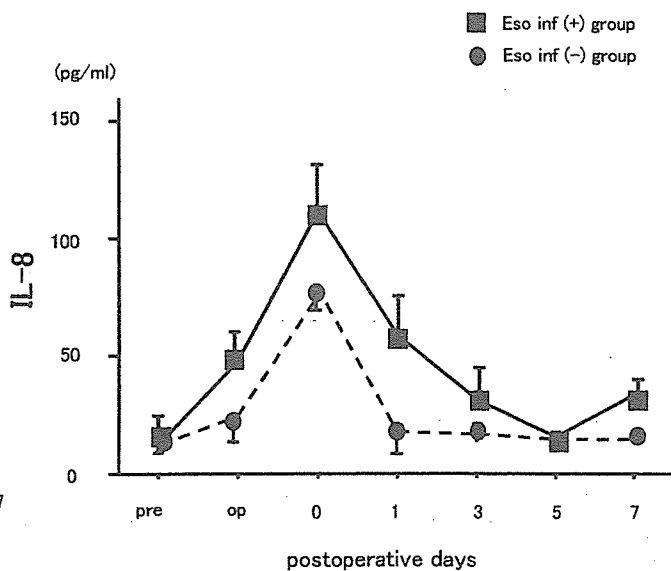 Eso inf (+) group
Eso inf (-) group
(pg/ml)
150
100
50
0
IL-8
7
pre op 0 1 3 5 7
postoperative days